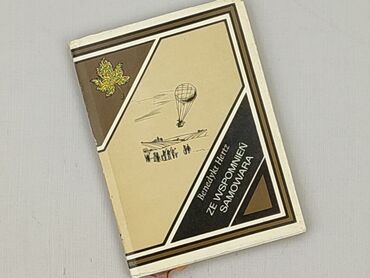 Benedykt Hertz
ZE WSPOMNIEŃ
SAMOWARA